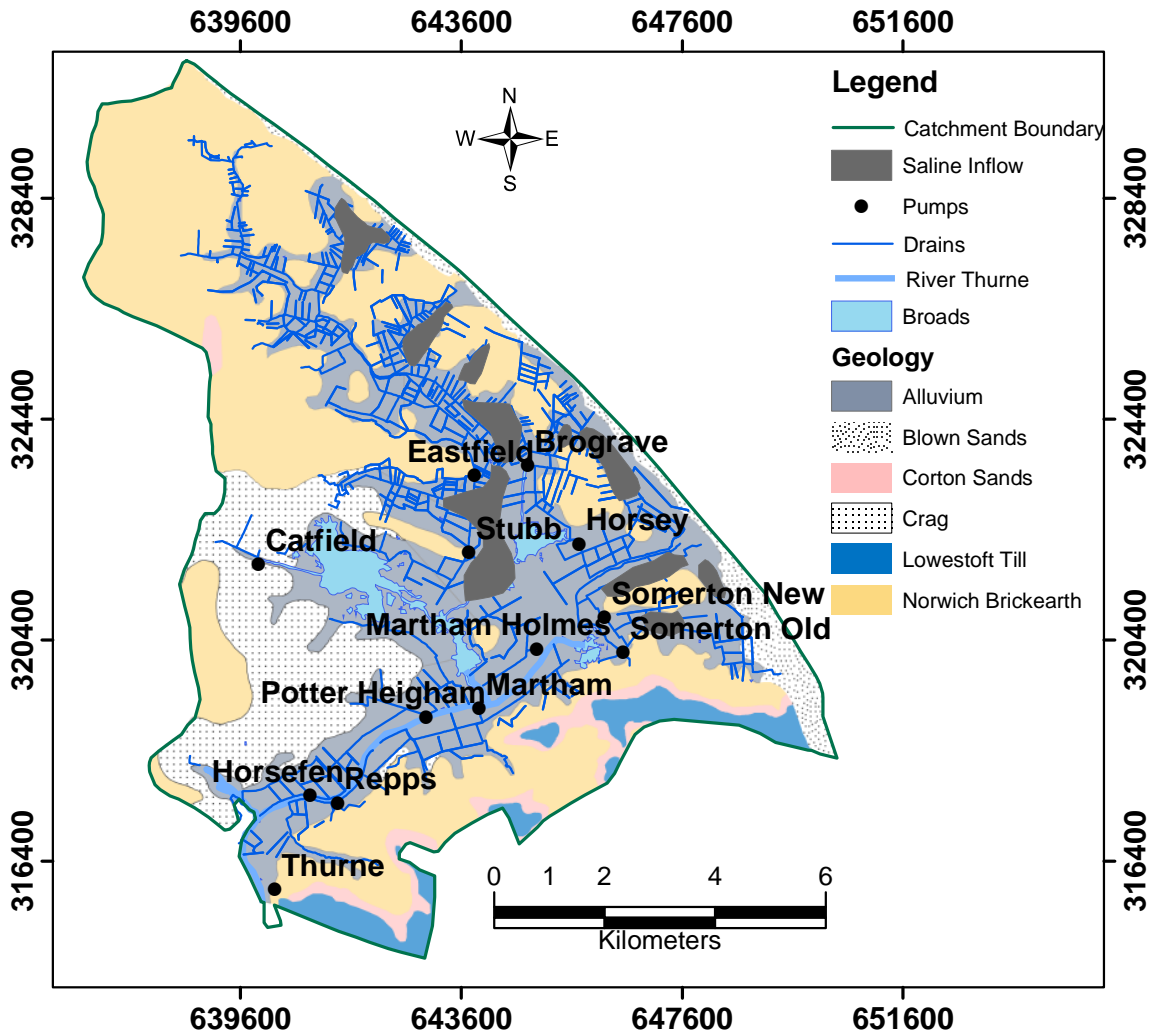 639600 643600 647600 651600
Legend
Catchment Boundary
Saline Inflow
Pumps
Drains
River Thurne
Broads
Geology
Alluvium
Blown Sands
Corton Sands
Crag
Lowestoft Till
Norwich Brickearth
N
W E
S
328400 328400
324400 324400
320400 320400
316400 316400
Eastfield Brograve
Catfield Stubb Horsey
Somerton New
Martham Holmes Somerton Old
Potter Heigham Martham
Horsefen Repps
Thurne
0 1 2 4 6
Kilometers
639600 643600 647600 651600